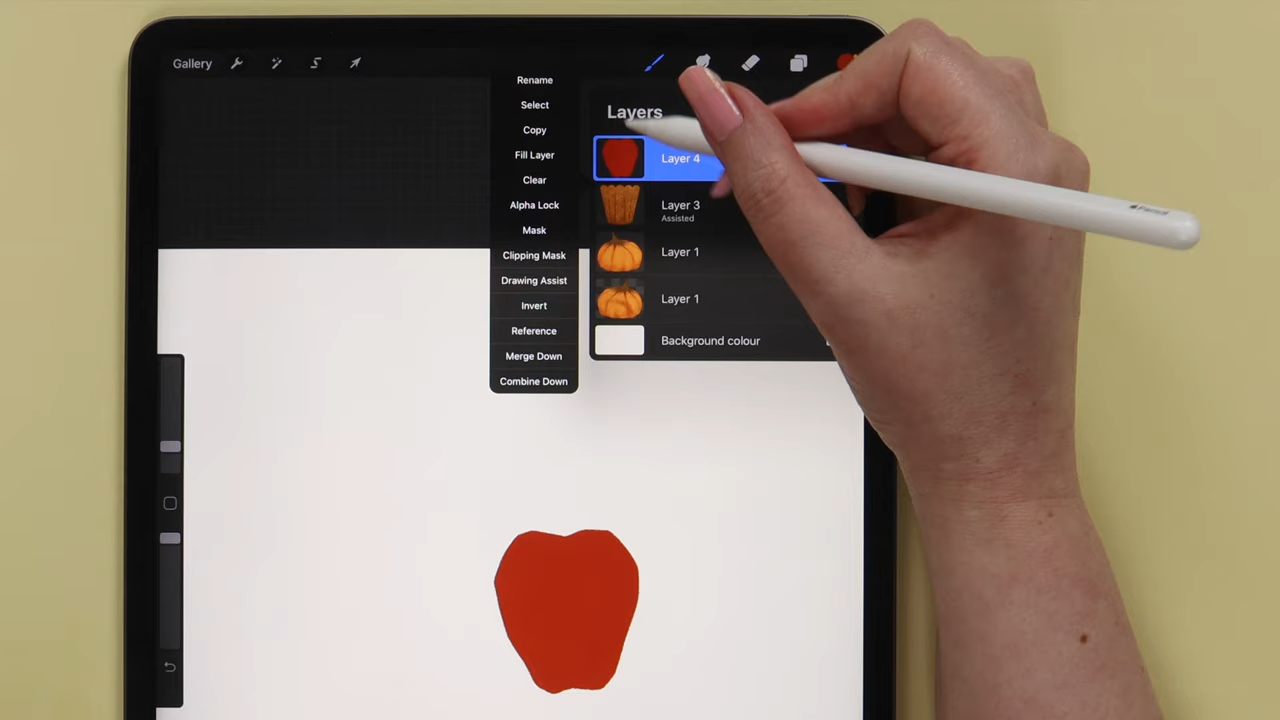 Gallery
Rename
Select
Copy
Fill Layer
Clear
Alpha Lock
Mask
Clipping Mask
Drawing Assist
Invert
Reference
Merge Down
Combine Down
Layers
Layer 4
Layer 3
Assisted
Layer 1
Layer 1
Background colour
Pencil